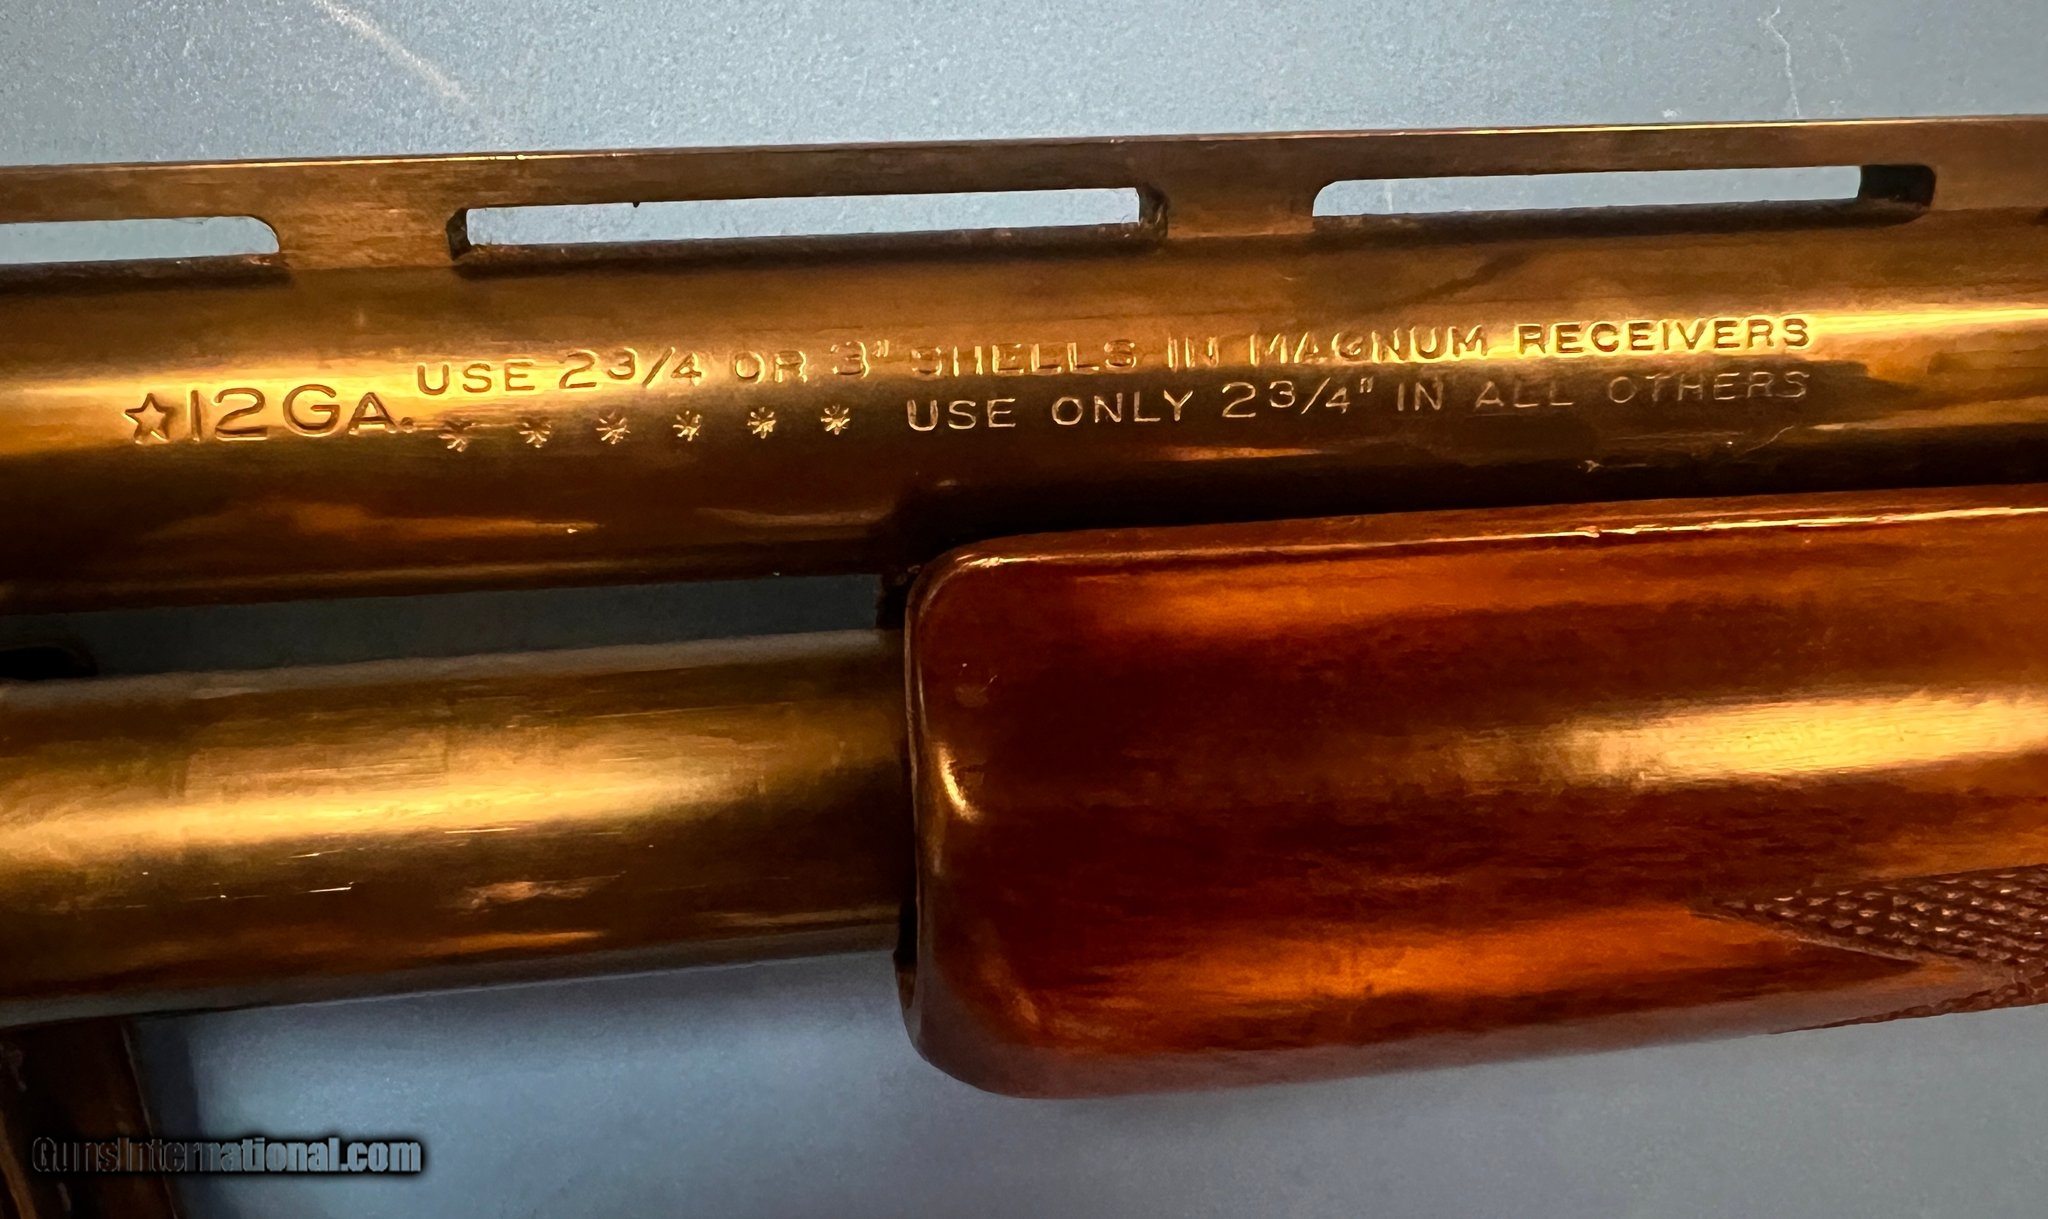 ☆12GA. USE 2 3/4 OR 3" SHELLS IN MAGNUM RECEIVERS
****** USE ONLY 2 3/4" IN ALL OTHERS
GunsInternational.com